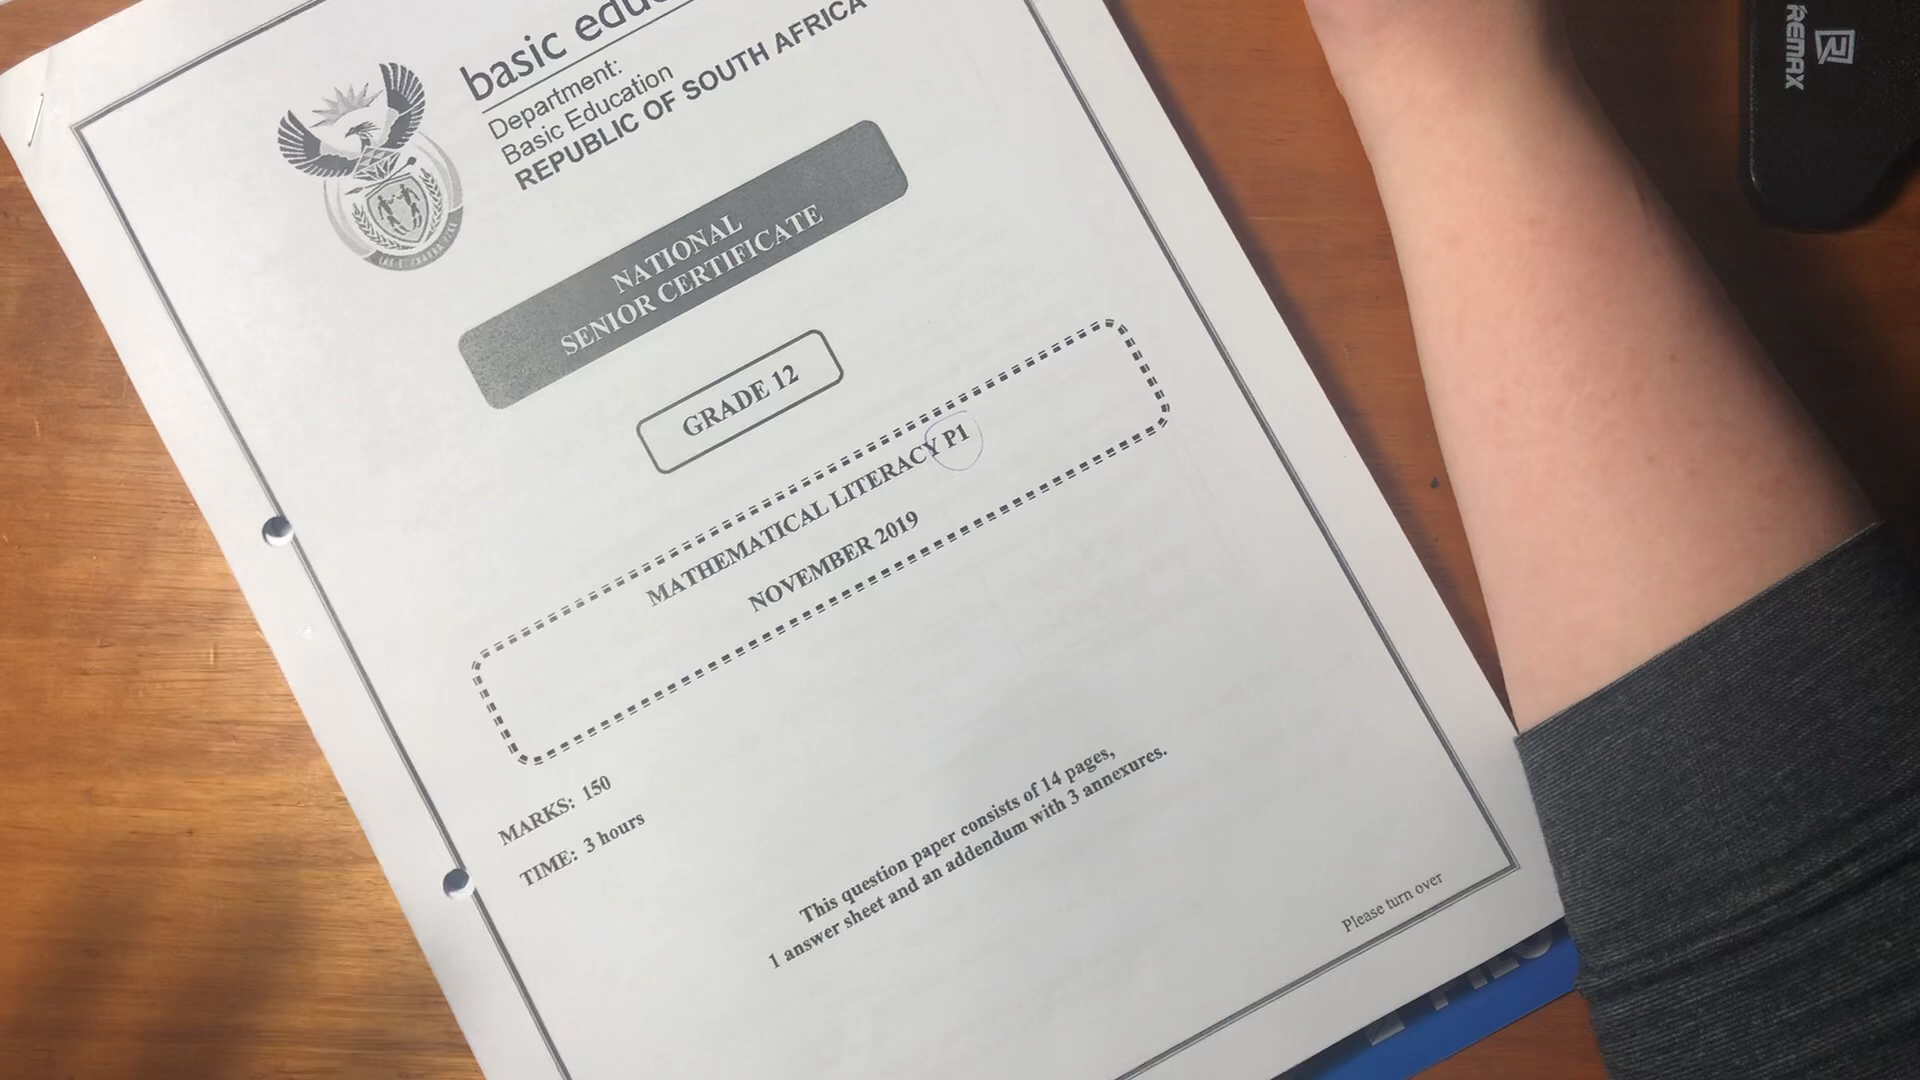 basic
Department:
Basic Education
REPUBLIC OF SOUTH AFRICA
NATIONAL
SENIOR CERTIFICATE
GRADE 12
MATHEMATICAL LITERACY P1
NOVEMBER 2019
MARKS: 150
TIME: 3 hours
This question paper consists of 14 pages,
1 answer sheet and an addendum with 3 annexures.
Please turn over
REMAX